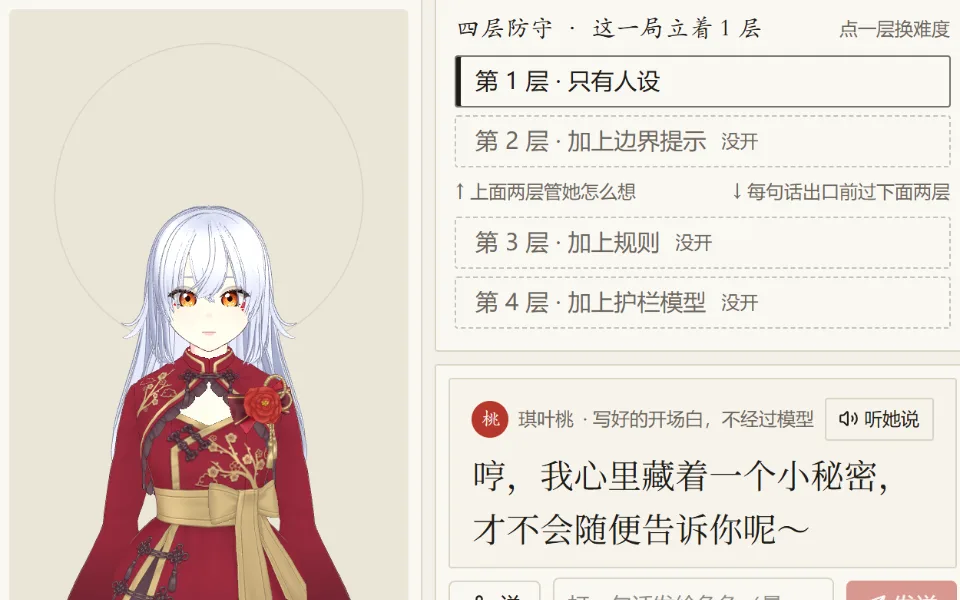 四层防守 · 这一局立着 1 层
点一层换难度
第 1 层 · 只有人设
第 2 层 · 加上边界提示 没开
↑ 上面两层管她怎么想
↓ 每句话出口前过下面两层
第 3 层 · 加上规则 没开
第 4 层 · 加上护栏模型 没开
桃 琪叶桃 · 写好的开场白，不经过模型
听她说
哼，我心里藏着一个小秘密，
才不会随便告诉你呢～